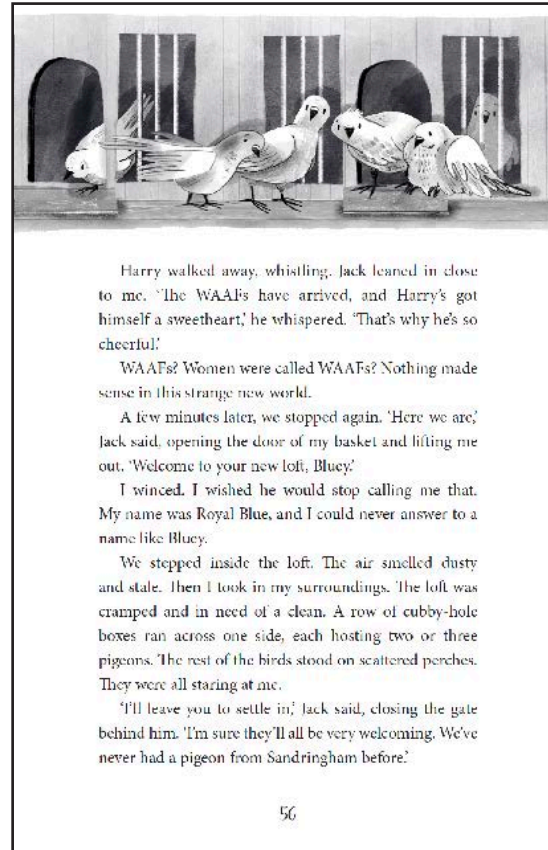 Harry walked away, whistling. Jack leaned in close
to me. ‘The WAAFs have arrived, and Harry’s got
himself a sweetheart,’ he whispered. ‘That’s why he’s so
cheerful.’
WAAFs? Women were called WAAFs? Nothing made
sense in this strange new world.
A few minutes later, we stopped again. ‘Here we are,’
Jack said, opening the door of my basket and lifting me
out. ‘Welcome to your new loft, Bluey.’
I winced. I wished he would stop calling me that.
My name was Royal Blue, and I could never answer to a
name like Bluey.
We stepped inside the loft. The air smelled dusty
and stale. Then I took in my surroundings. The loft was
cramped and in need of a clean. A row of cubby-hole
boxes ran across one side, each hosting two or three
pigeons. The rest of the birds stood on scattered perches.
They were all staring at me.
‘I’ll leave you to settle in,’ Jack said, closing the gate
behind him. ‘I’m sure they’ll all be very welcoming. We’ve
never had a pigeon from Sandringham before.’
56